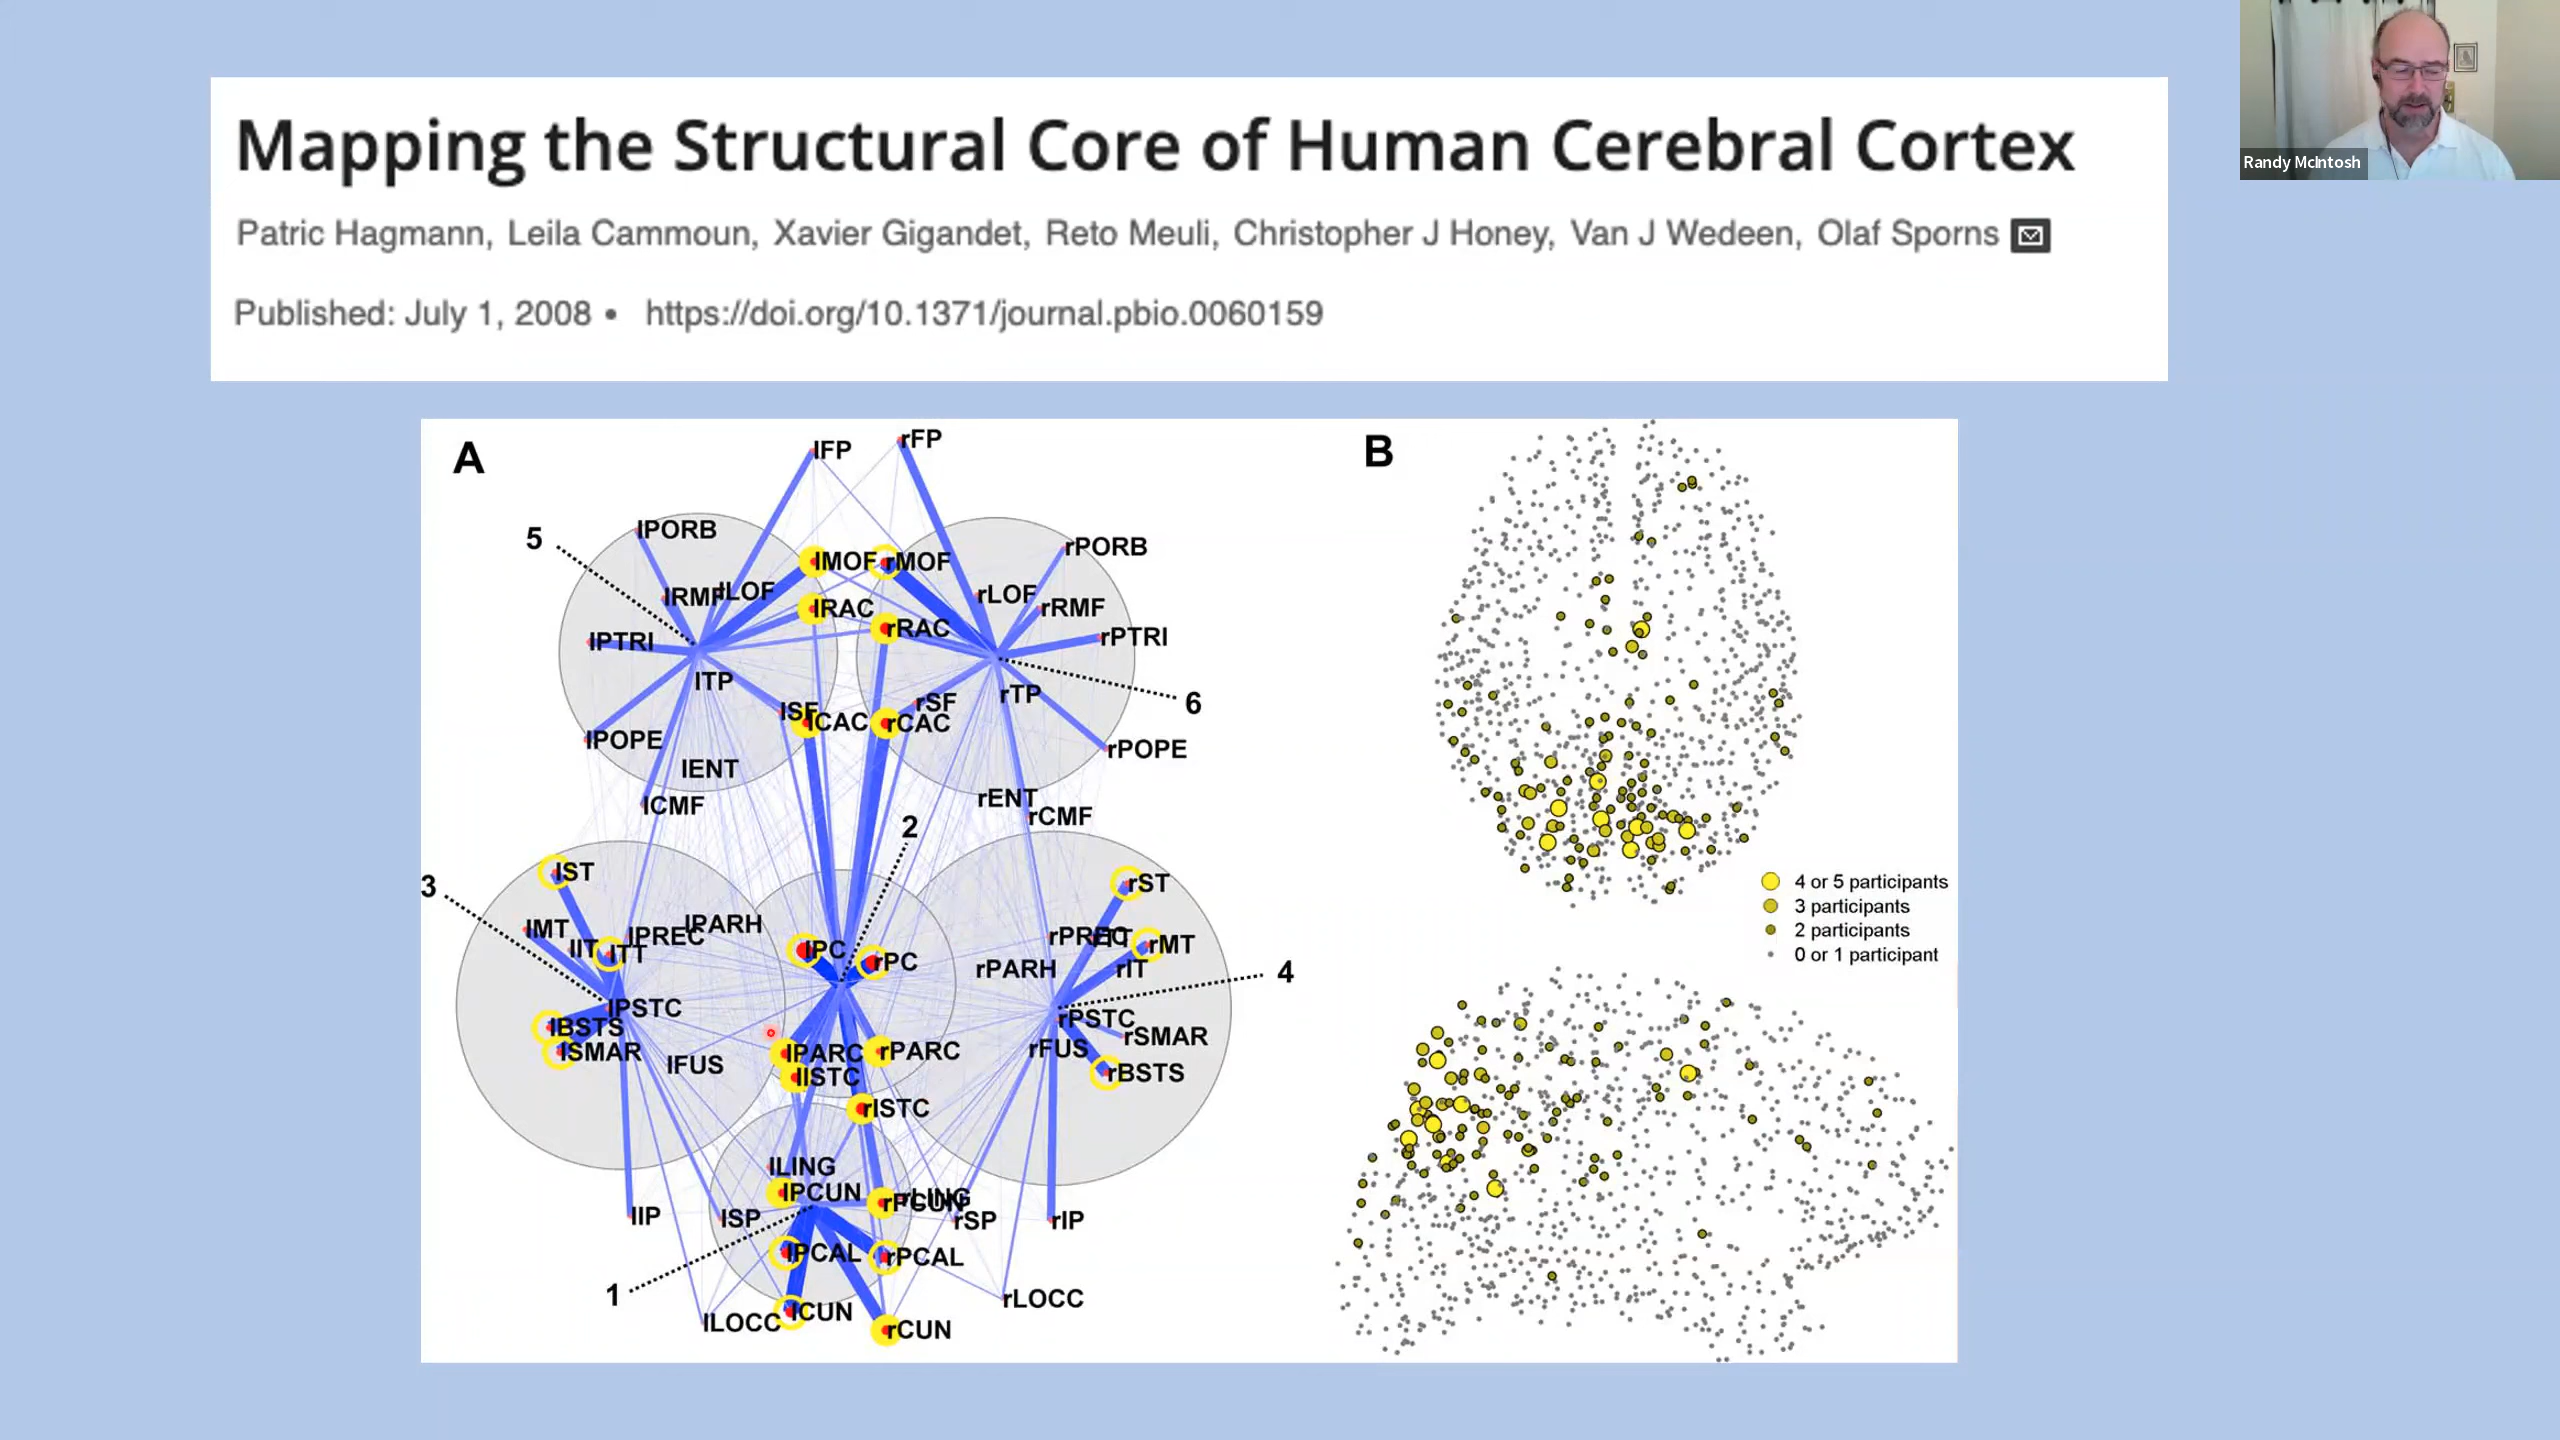 Randy McIntosh
Mapping the Structural Core of Human Cerebral Cortex
Patric Hagmann, Leila Cammoun, Xavier Gigandet, Reto Meuli, Christopher J Honey, Van J Wedeen, Olaf Sporns
Published: July 1, 2008 • https://doi.org/10.1371/journal.pbio.0060159
A
lFP
rFP
5
lPORB
rPORB
lMOF
rMOF
lRMF
lLOF
rLOF
lRAC
rRMF
lPTRI
rRAC
rPTRI
lTP
rTP
6
lSF
lCAC
rSF
rCAC
lPOPE
rPOPE
lENT
rENT
lCMF
rCMF
2
3
lST
rST
lMT
lIT
lTT
lPREC
lPARH
lPC
rPC
rPREC
rTT
rMT
rPARH
rIT
4
lPSTC
rPSTC
lBSTS
rSMAR
lSMAR
lFUS
lPARC
rPARC
rFUS
lISTC
rBSTS
rISTC
lLING
lPCUN
rPCUN
rLING
lIP
lSP
rSP
rIP
lPCAL
rPCAL
1
lLOCC
lCUN
rCUN
rLOCC
B
4 or 5 participants
3 participants
2 participants
0 or 1 participant